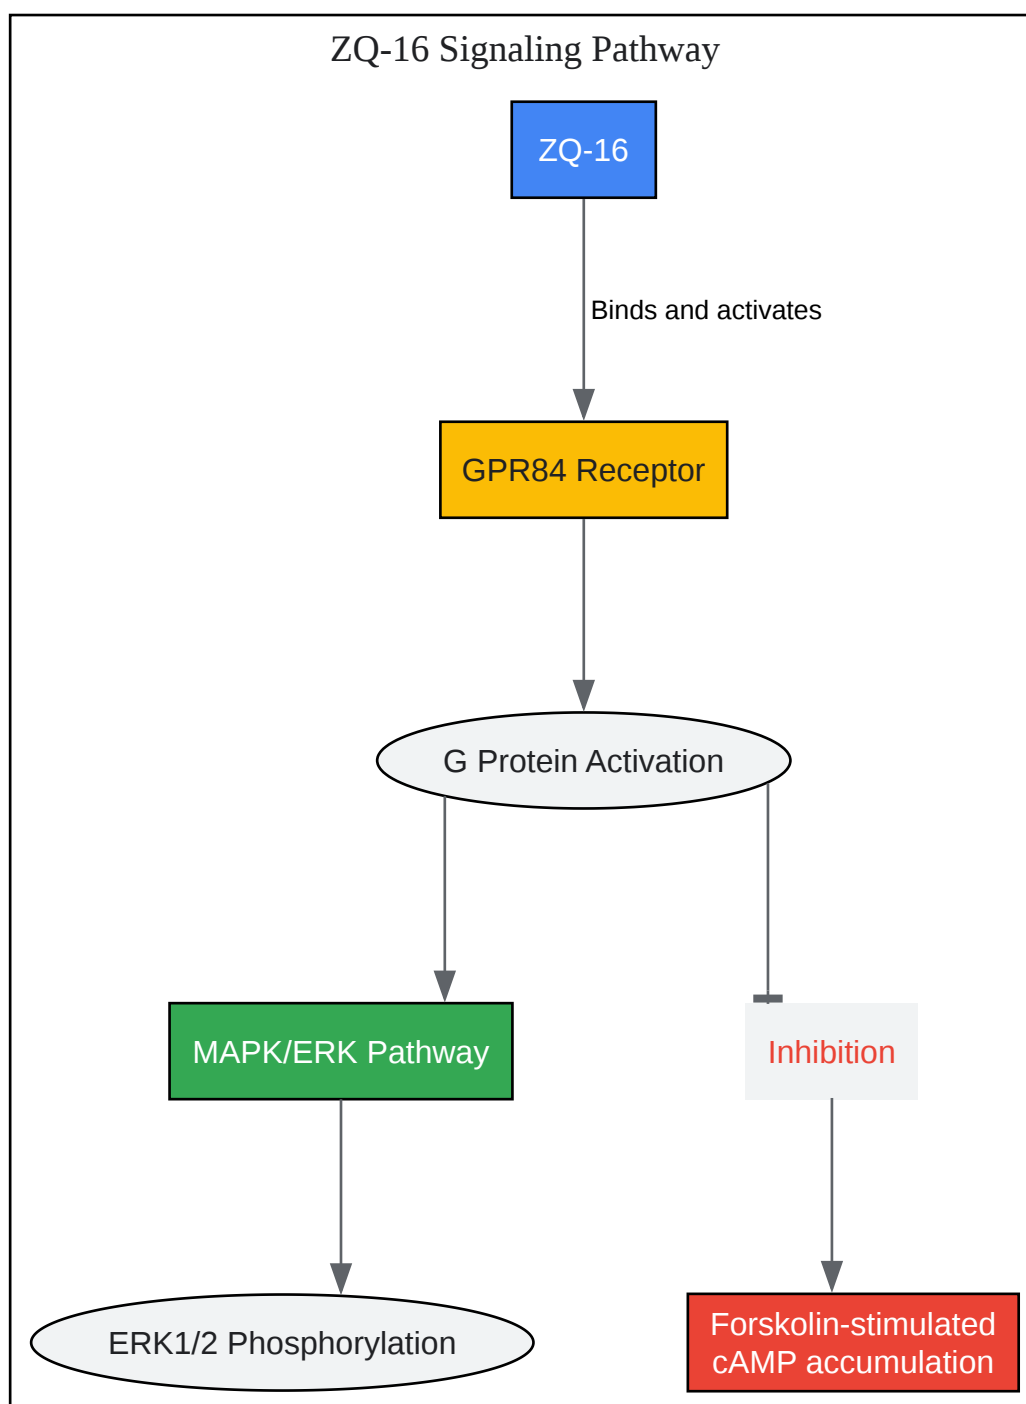 ZQ-16 Signaling Pathway
ZQ-16
Binds and activates
GPR84 Receptor
G Protein Activation
MAPK/ERK Pathway
Inhibition
ERK1/2 Phosphorylation
Forskolin-stimulated
cAMP accumulation